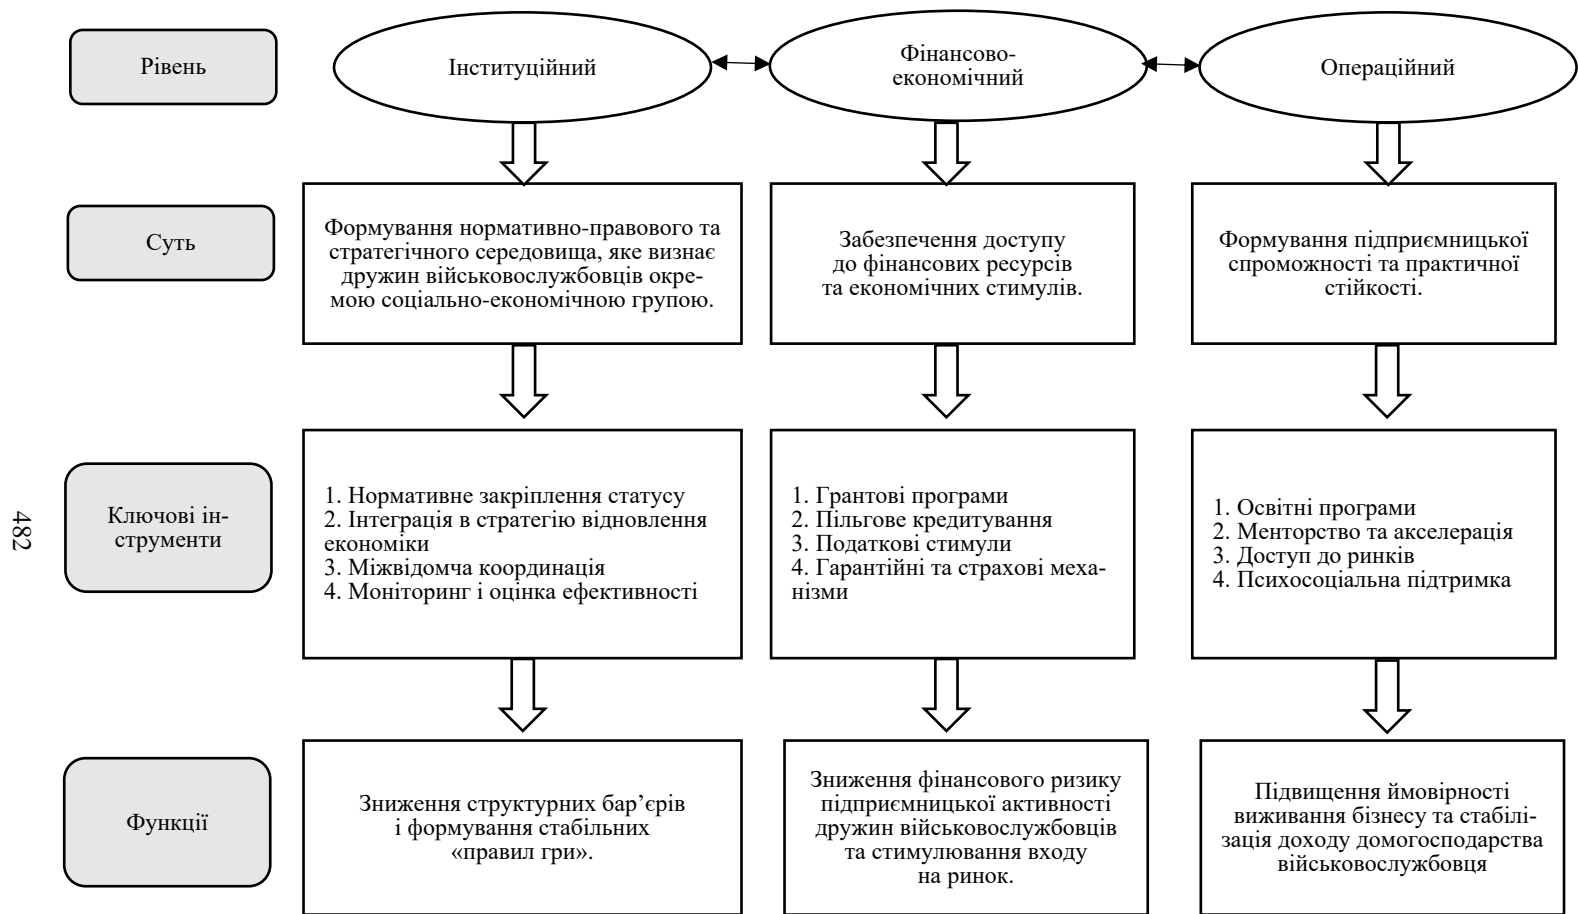 Рівень
Інституційний
Фінансово-
економічний
Операційний
Суть
Формування нормативно-правового та
стратегічного середовища, яке визнає
дружин військовослужбовців окре-
мою соціально-економічною групою.
Забезпечення доступу
до фінансових ресурсів
та економічних стимулів.
Формування підприємницької
спроможності та практичної
стійкості.
Ключові ін-
струменти
1. Нормативне закріплення статусу
2. Інтеграція в стратегію відновлення
економіки
3. Міжвідомча координація
4. Моніторинг і оцінка ефективності
1. Грантові програми
2. Пільгове кредитування
3. Податкові стимули
4. Гарантійні та страхові меха-
нізми
1. Освітні програми
2. Менторство та акселерація
3. Доступ до ринків
4. Психосоціальна підтримка
Функції
Зниження структурних бар’єрів
і формування стабільних
«правил гри».
Зниження фінансового ризику
підприємницької активності
дружин військовослужбовців
та стимулювання входу
на ринок.
Підвищення ймовірності
виживання бізнесу та стабілі-
зація доходу домогосподарства
військовослужбовця
482